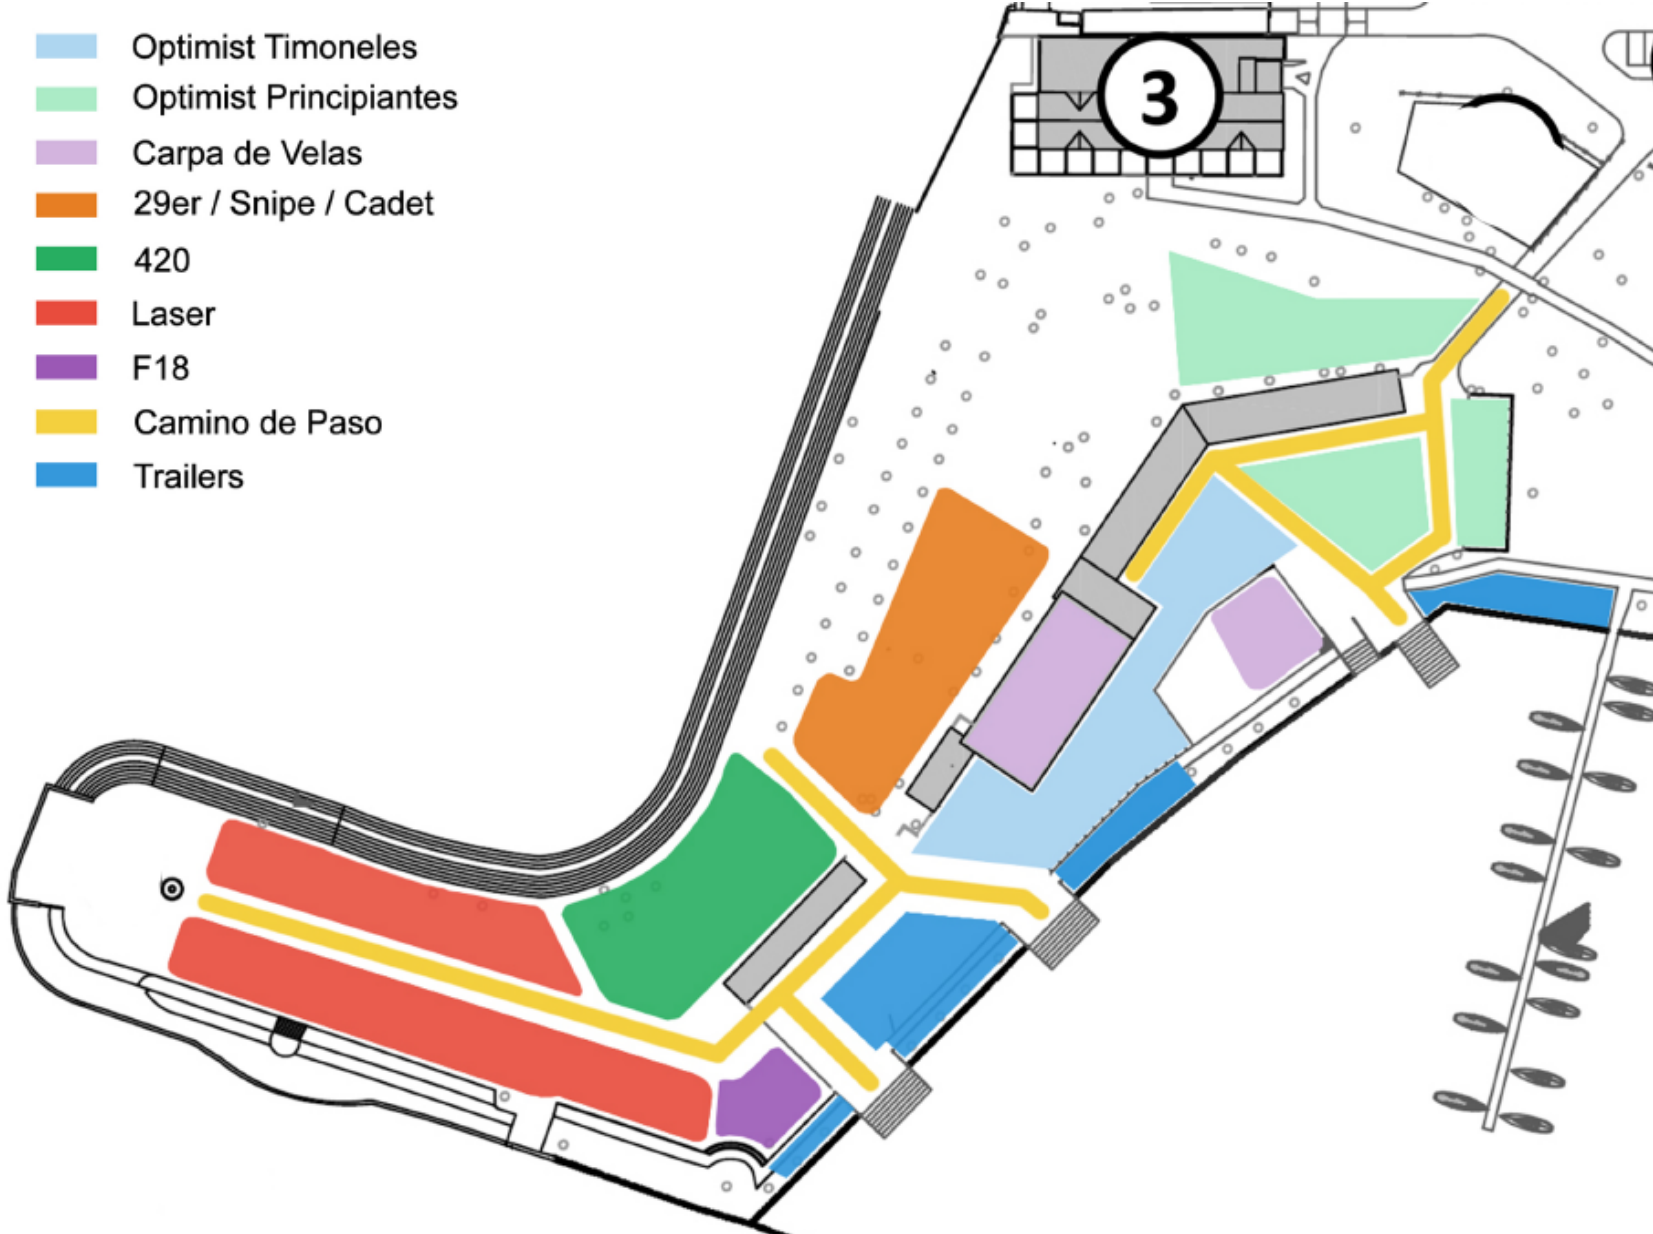 Optimist Timoneles
Optimist Principiantes
Carpa de Velas
29er / Snipe / Cadet
420
Laser
F18
Camino de Paso
Trailers
3